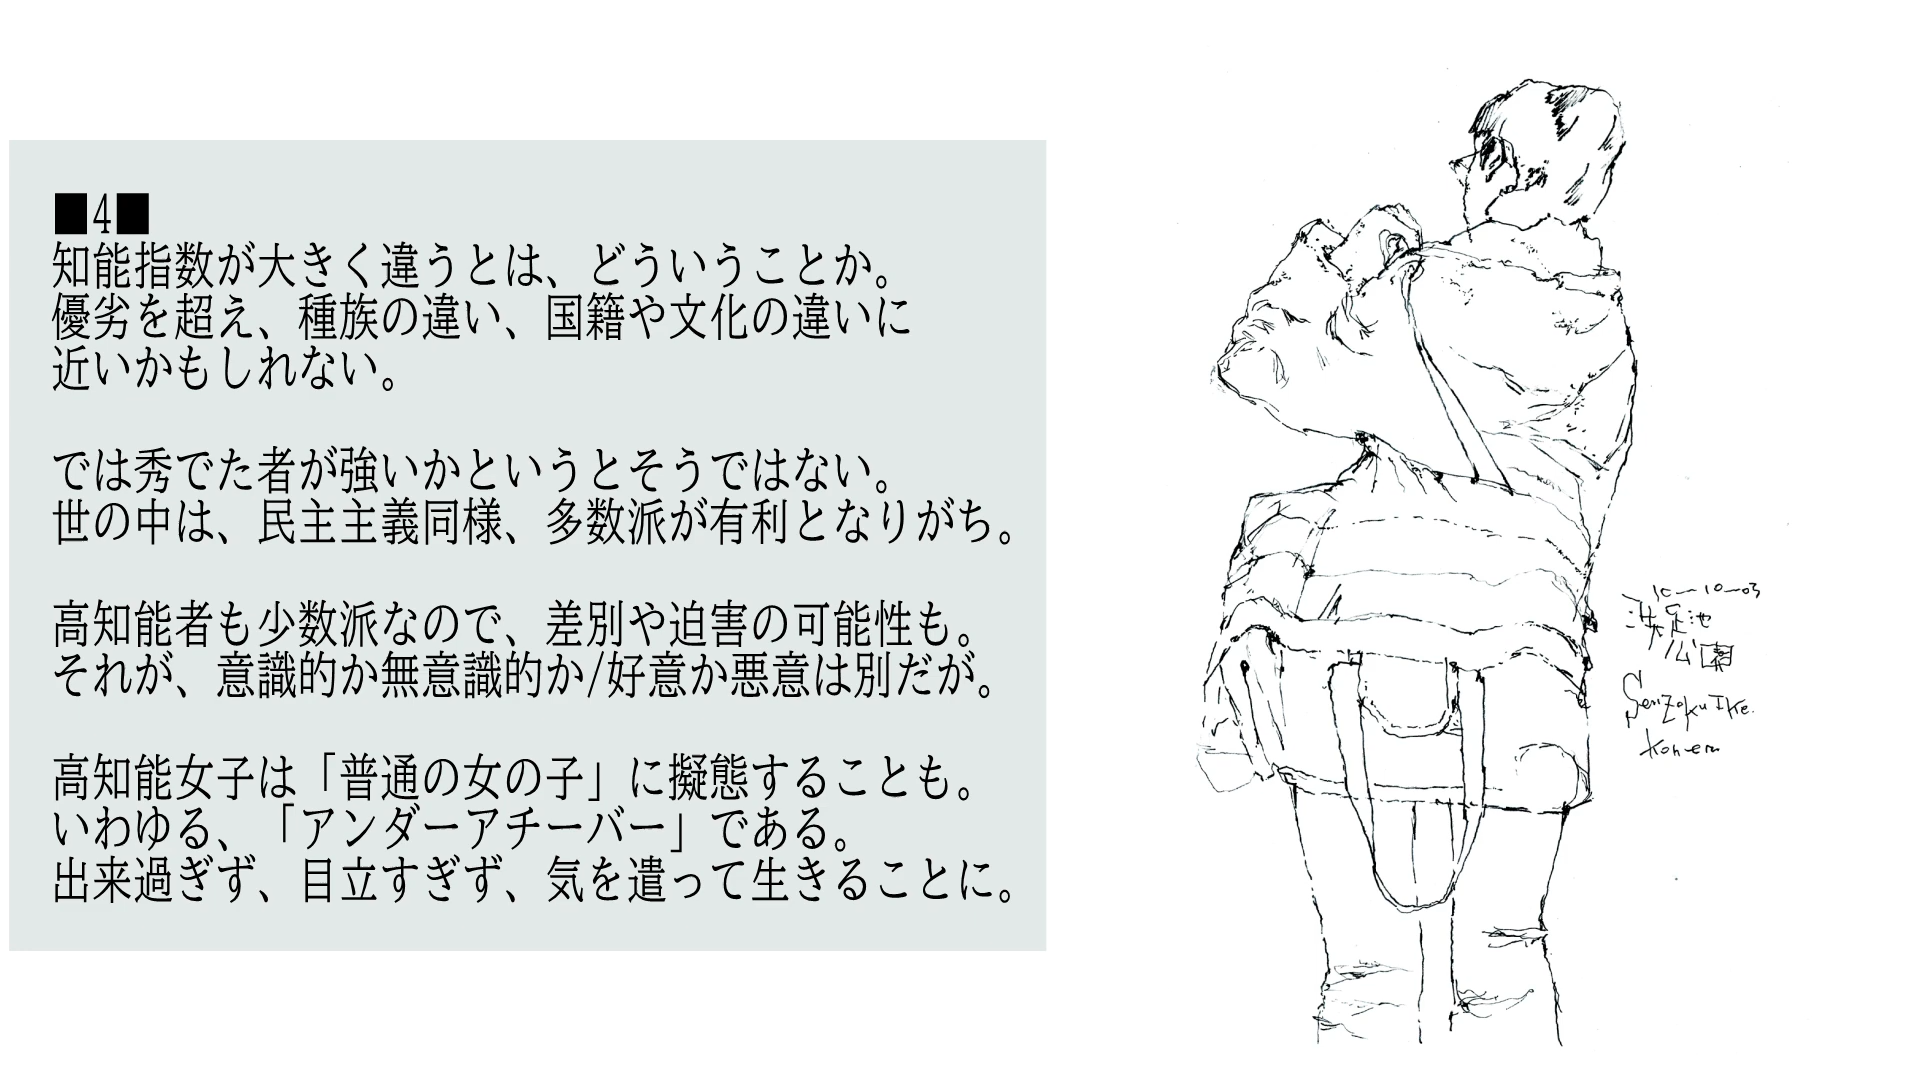 ■4■
知能指数が大きく違うとは、どういうことか。
優劣を超え、種族の違い、国籍や文化の違いに
近いかもしれない。
では秀でた者が強いかというとそうではない。
世の中は、民主主義同様、多数派が有利となりがち。
高知能者も少数派なので、差別や迫害の可能性も。
それが、意識的か無意識的か/好意か悪意は別だが。
高知能女子は「普通の女の子」に擬態することも。
いわゆる、「アンダーアチーバー」である。
出来過ぎず、目立すぎず、気を遣って生きることに。
洗足池
公園
Senzoku Ike